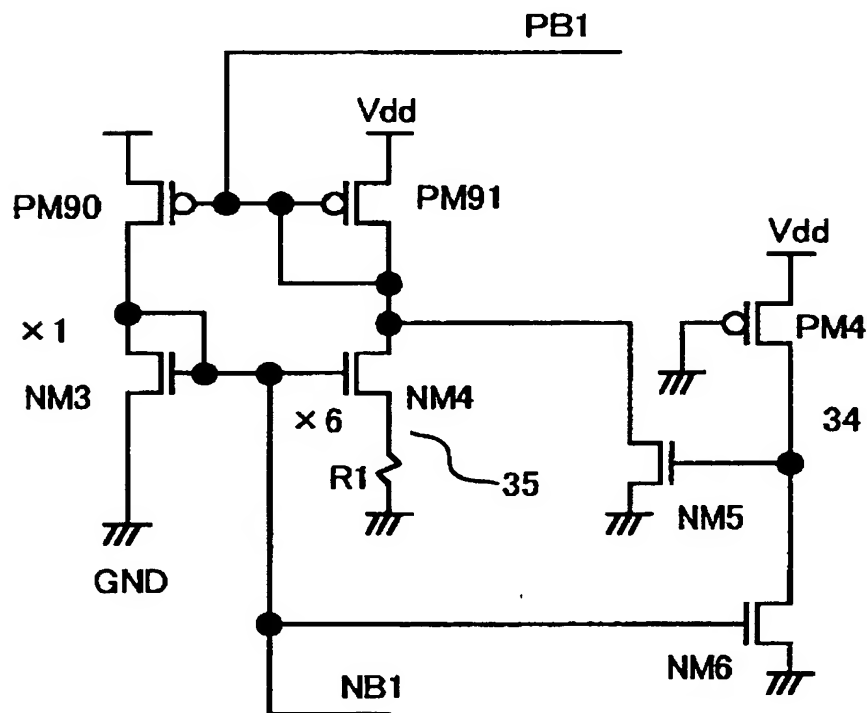 PB1
Vdd
PM90
PM91
Vdd
×1
PM4
NM3
×6
NM4
34
R1
35
NM5
GND
NM6
NB1